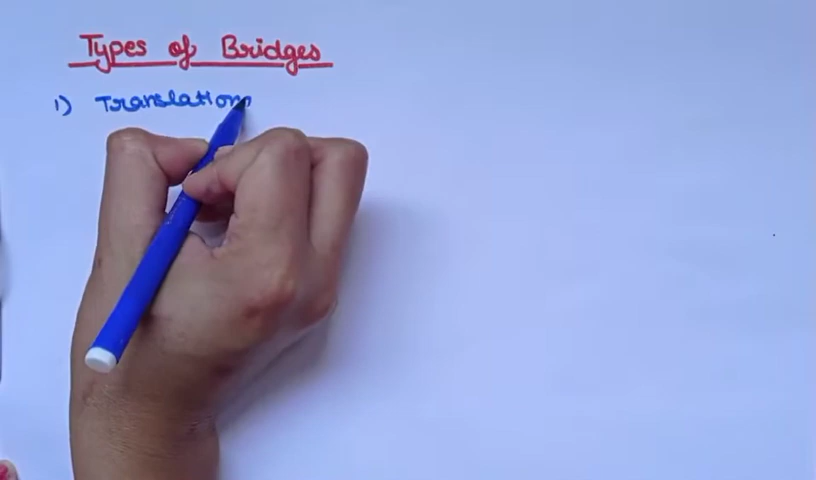 Types of Bridges
1) Translation